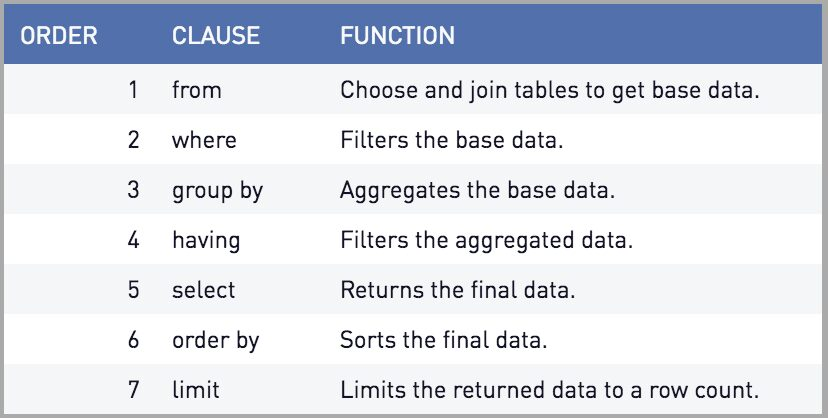 ORDER CLAUSE FUNCTION
1 from Choose and join tables to get base data.
2 where Filters the base data.
3 group by Aggregates the base data.
4 having Filters the aggregated data.
5 select Returns the final data.
6 order by Sorts the final data.
7 limit Limits the returned data to a row count.